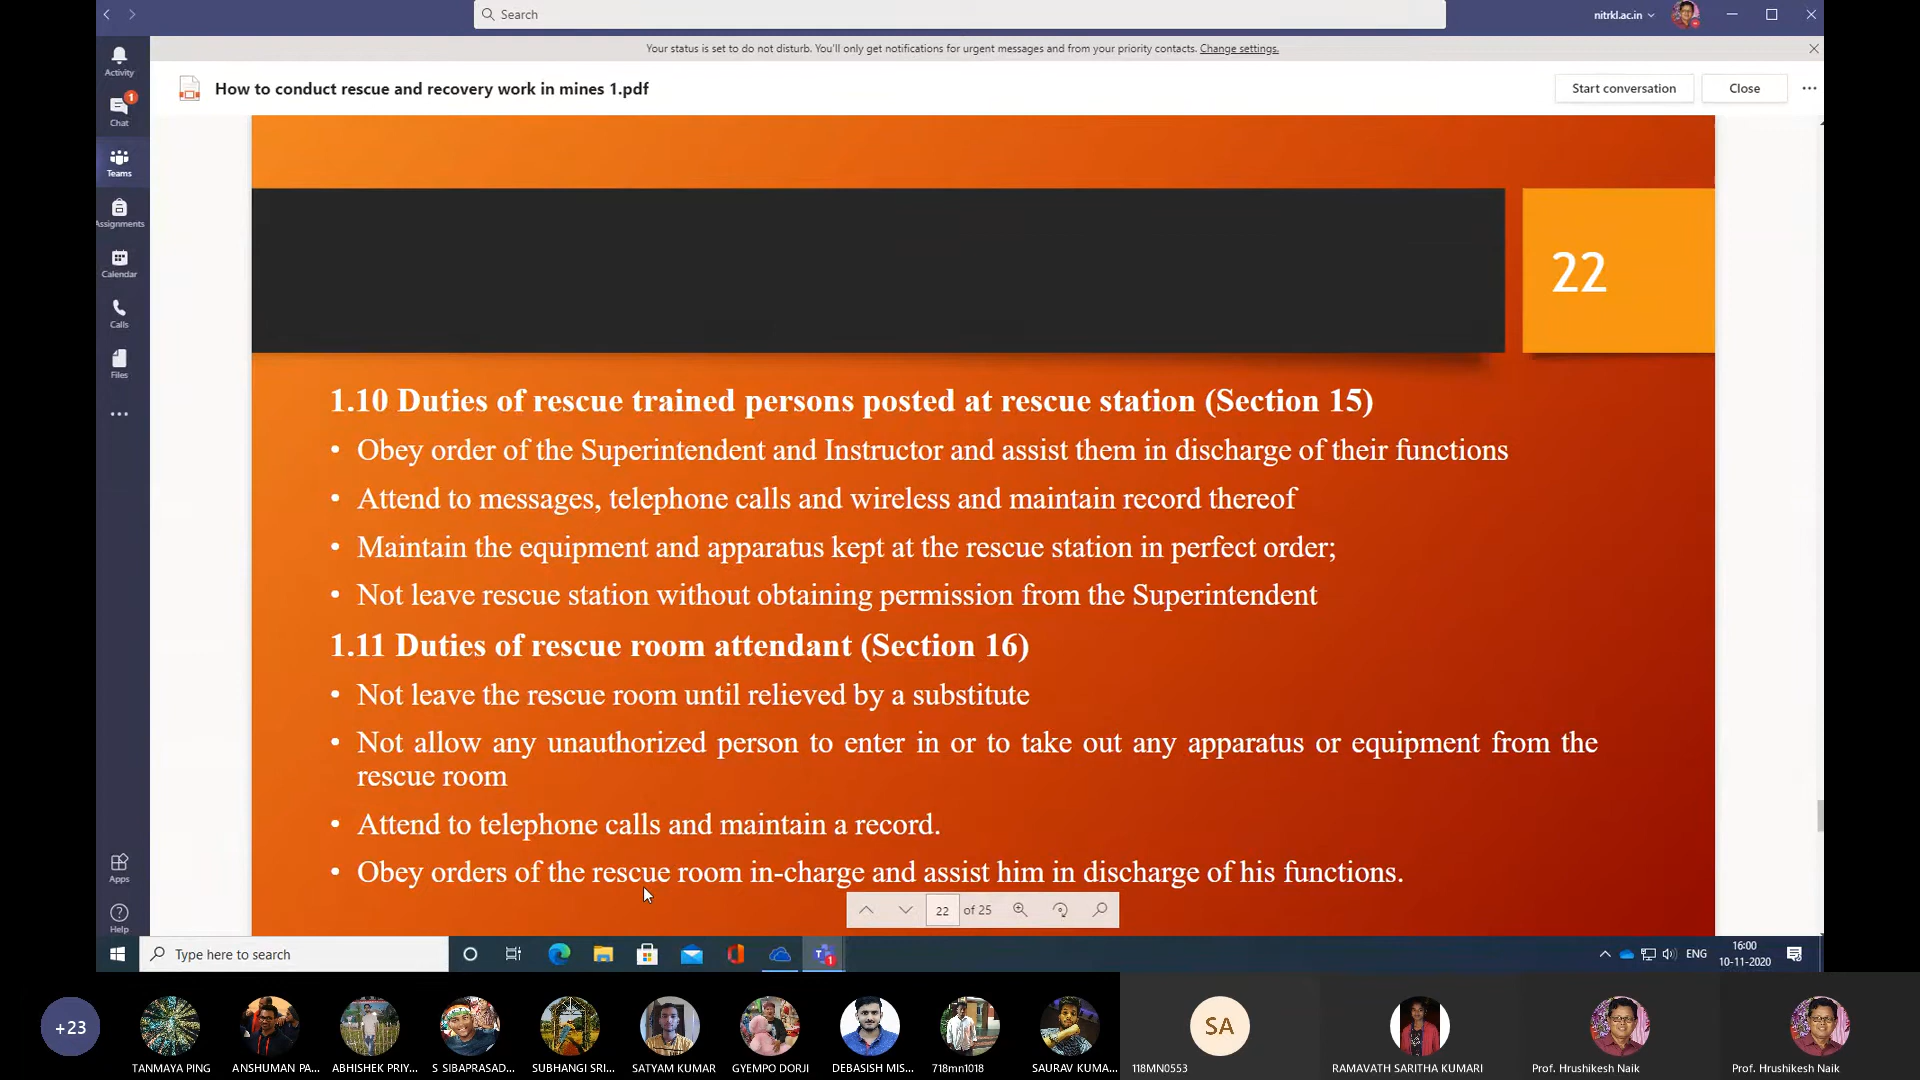 Search
nitrkl.ac.in
Your status is set to do not disturb. You'll only get notifications for urgent messages and from your priority contacts. Change settings.
Activity
How to conduct rescue and recovery work in mines 1.pdf
Start conversation
Close
1
Chat
Teams
Assignments
Calendar
Calls
Files
22
1.10 Duties of rescue trained persons posted at rescue station (Section 15)
• Obey order of the Superintendent and Instructor and assist them in discharge of their functions
• Attend to messages, telephone calls and wireless and maintain record thereof
• Maintain the equipment and apparatus kept at the rescue station in perfect order;
• Not leave rescue station without obtaining permission from the Superintendent
1.11 Duties of rescue room attendant (Section 16)
• Not leave the rescue room until relieved by a substitute
• Not allow any unauthorized person to enter in or to take out any apparatus or equipment from the
rescue room
• Attend to telephone calls and maintain a record.
• Obey orders of the rescue room in-charge and assist him in discharge of his functions.
Apps
Help
22 of 25
Type here to search
1
ENG
16:00
10-11-2020
+23
TANMAYA PING
ANSHUMAN PA...
ABHISHEK PRIY...
S SIBAPRASAD...
SUBHANGI SRI...
SATYAM KUMAR
GYEMPO DORJI
DEBASISH MIS...
718mn1018
SAURAV KUMA...
SA
118MN0553
RAMAVATH SARITHA KUMARI
Prof. Hrushikesh Naik
Prof. Hrushikesh Naik